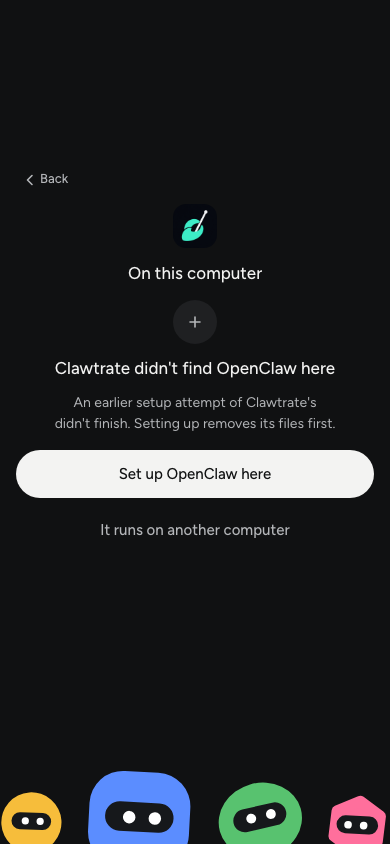 Back
On this computer
Clawtrate didn't find OpenClaw here
An earlier setup attempt of Clawtrate's
didn't finish. Setting up removes its files first.
Set up OpenClaw here
It runs on another computer